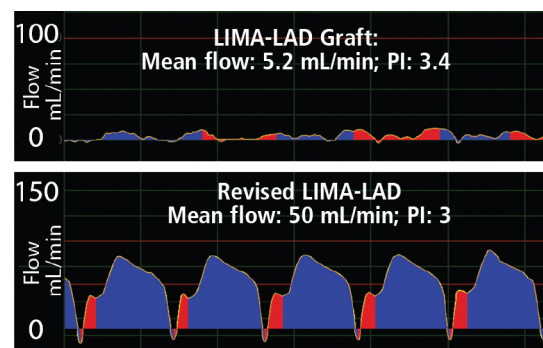 100
LIMA-LAD Graft:
Mean flow: 5.2 mL/min; PI: 3.4
Flow
mL/min
0
150
Revised LIMA-LAD
Mean flow: 50 mL/min; PI: 3
Flow
mL/min
0